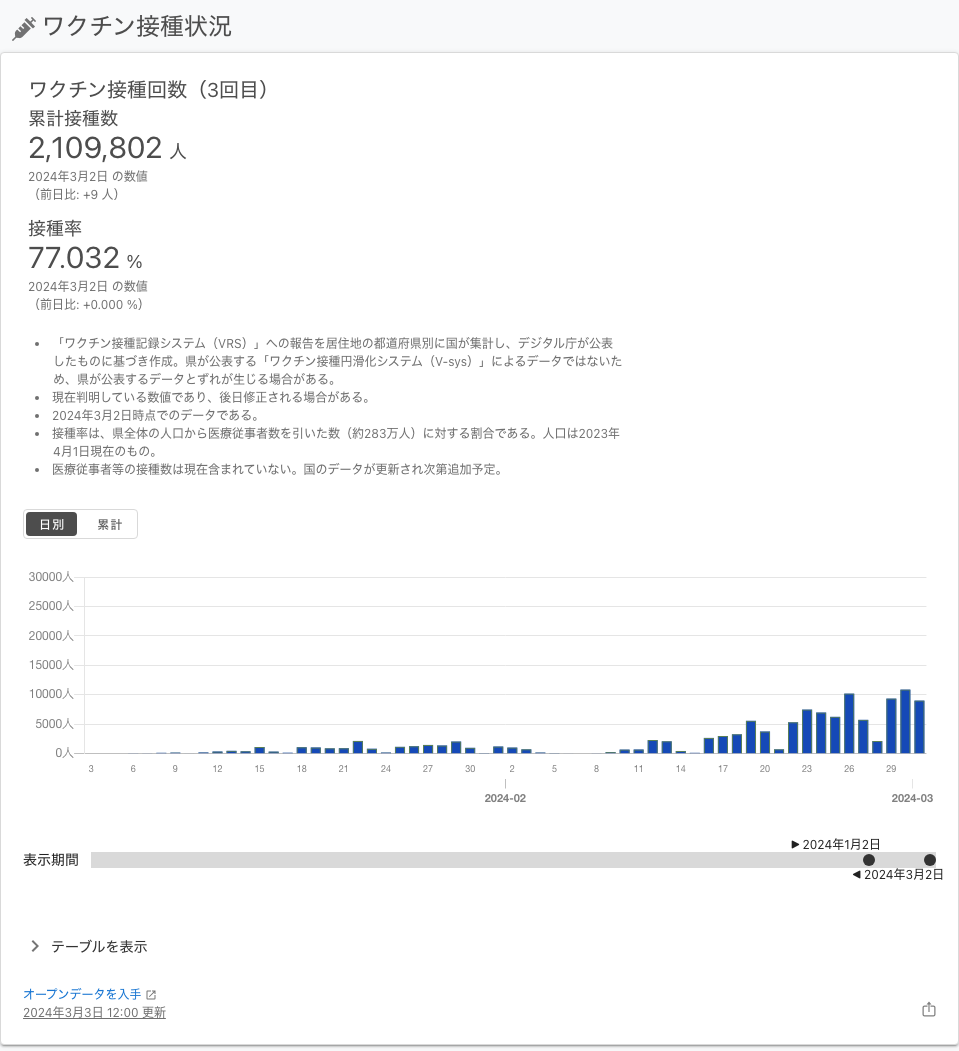 ワクチン接種状況
ワクチン接種回数（3回目）
累計接種数
2,109,802 人
2024年3月2日 の数値
（前日比: +9 人）
接種率
77.032 %
2024年3月2日 の数値
（前日比: +0.000 %）
• 「ワクチン接種記録システム（VRS）」への報告を居住地の都道府県別に国が集計し、デジタル庁が公表
したものに基づき作成。県が公表する「ワクチン接種円滑化システム（V-sys）」によるデータではないた
め、県が公表するデータとずれが生じる場合がある。
• 現在判明している数値であり、後日修正される場合がある。
• 2024年3月2日時点でのデータである。
• 接種率は、県全体の人口から医療従事者数を引いた数（約283万人）に対する割合である。人口は2023年
4月1日現在のもの。
• 医療従事者等の接種数は現在含まれていない。国のデータが更新され次第追加予定。
日別 累計
30000人
25000人
20000人
15000人
10000人
5000人
0人
3 6 9 12 15 18 21 24 27 30 2 5 8 11 14 17 20 23 26 29
2024-02 2024-03
▶ 2024年1月2日
表示期間
◀ 2024年3月2日
テーブルを表示
オープンデータを入手
2024年3月3日 12:00 更新